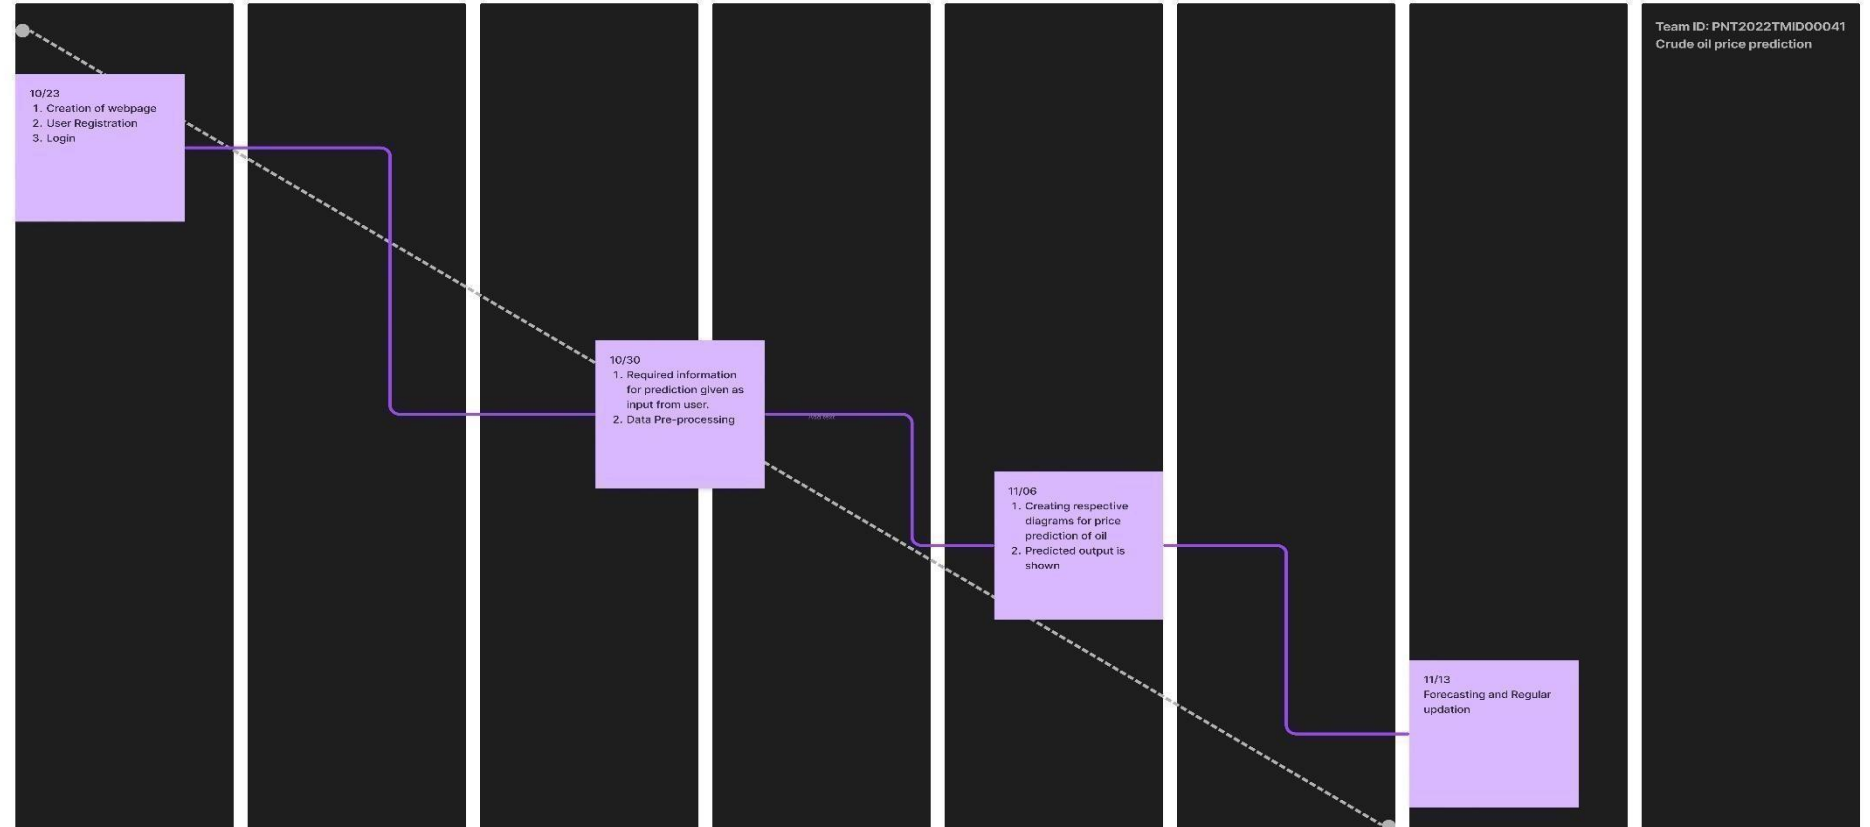 Team ID: PNT2022TMID00041
Crude oil price prediction
10/23
1. Creation of webpage
2. User Registration
3. Login
10/30
1. Required information
for prediction given as
input from user.
2. Data Pre-processing
11/06
1. Creating respective
diagrams for price
prediction of oil
2. Predicted output is
shown
11/13
Forecasting and Regular
updation